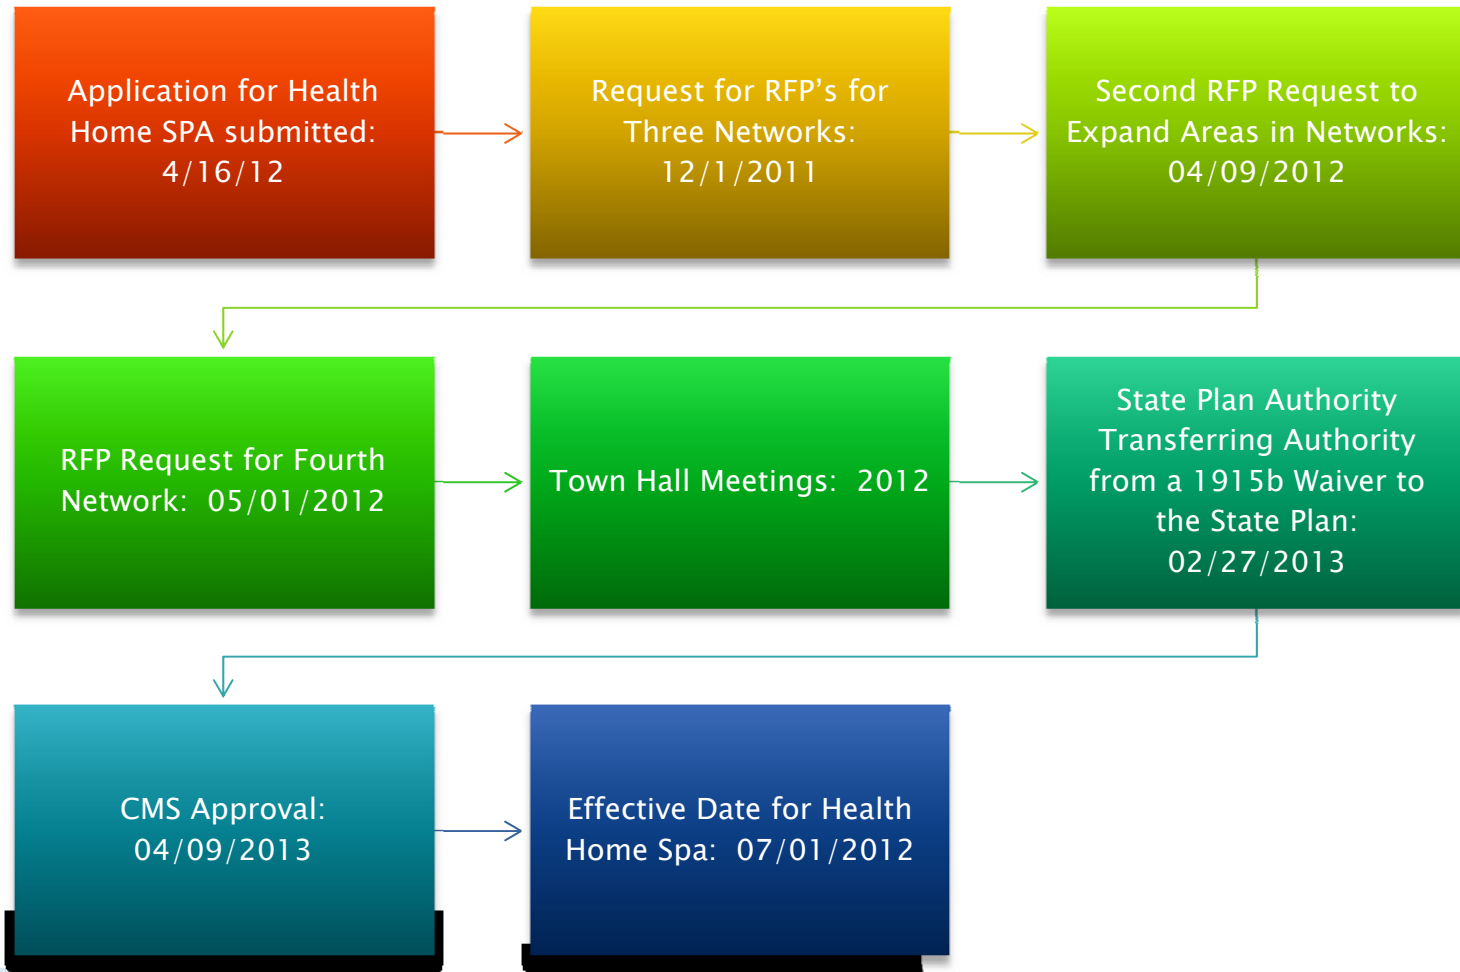 Application for Health
Home SPA submitted:
4/16/12
Request for RFP’s for
Three Networks:
12/1/2011
Second RFP Request to
Expand Areas in Networks:
04/09/2012
RFP Request for Fourth
Network: 05/01/2012
Town Hall Meetings: 2012
State Plan Authority
Transferring Authority
from a 1915b Waiver to
the State Plan:
02/27/2013
CMS Approval:
04/09/2013
Effective Date for Health
Home Spa: 07/01/2012